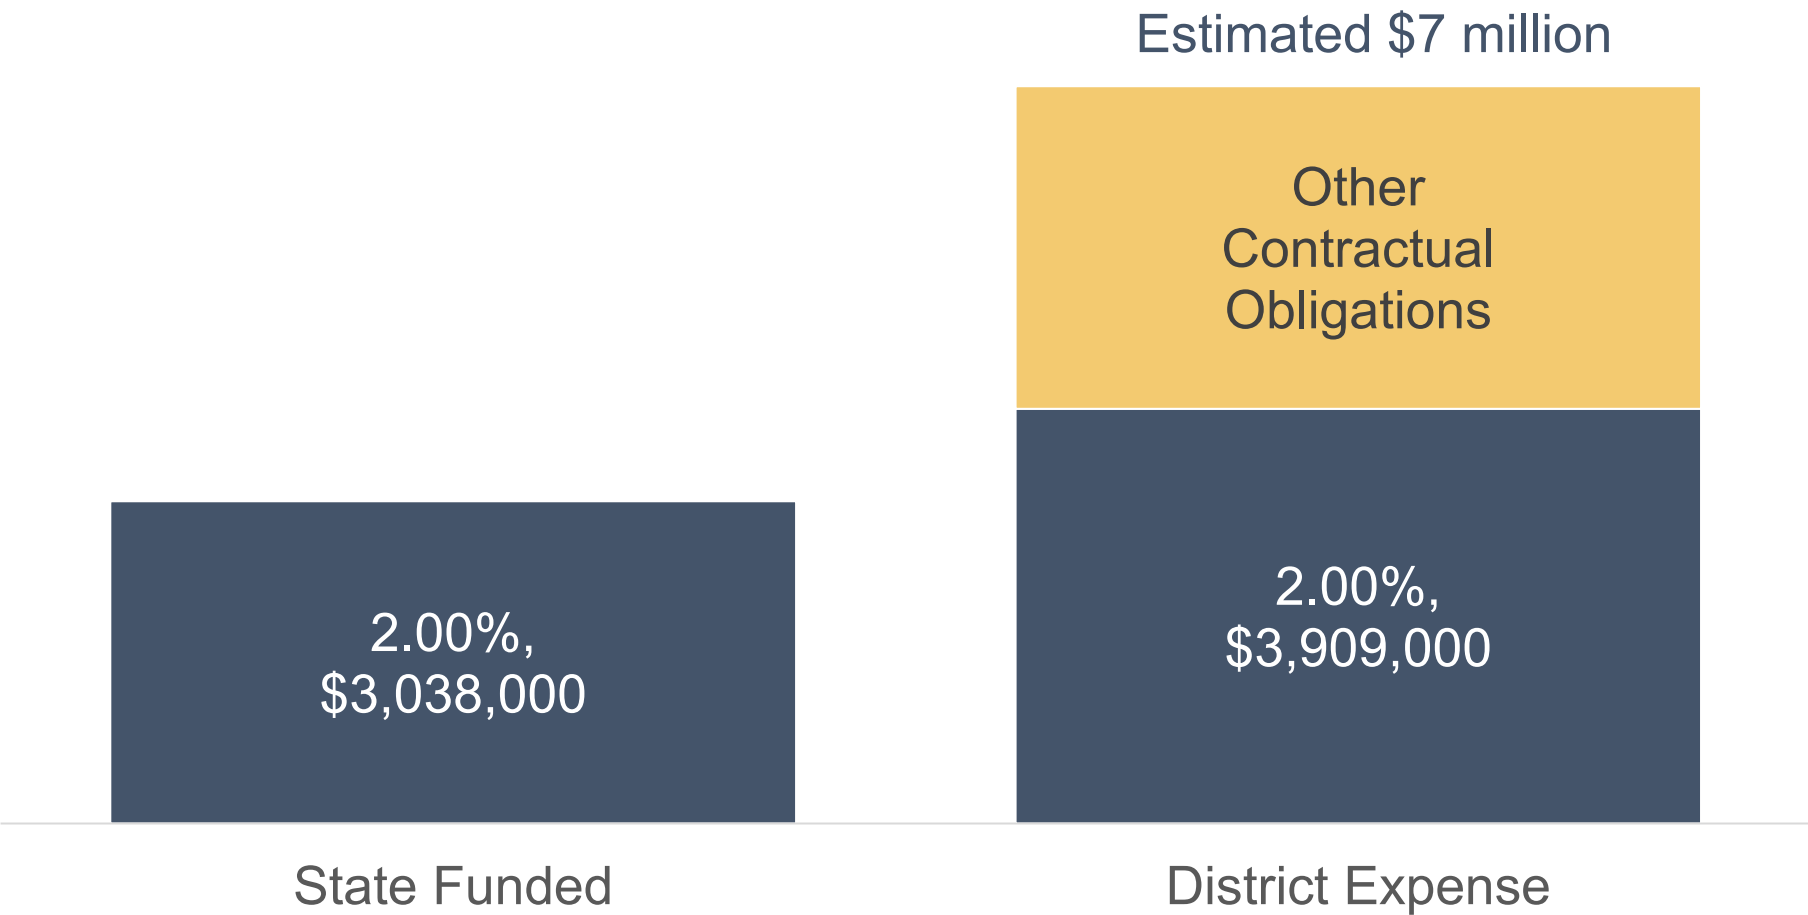 Estimated $7 million
Other
Contractual
Obligations
2.00%,
$3,909,000
2.00%,
$3,038,000
State Funded
District Expense